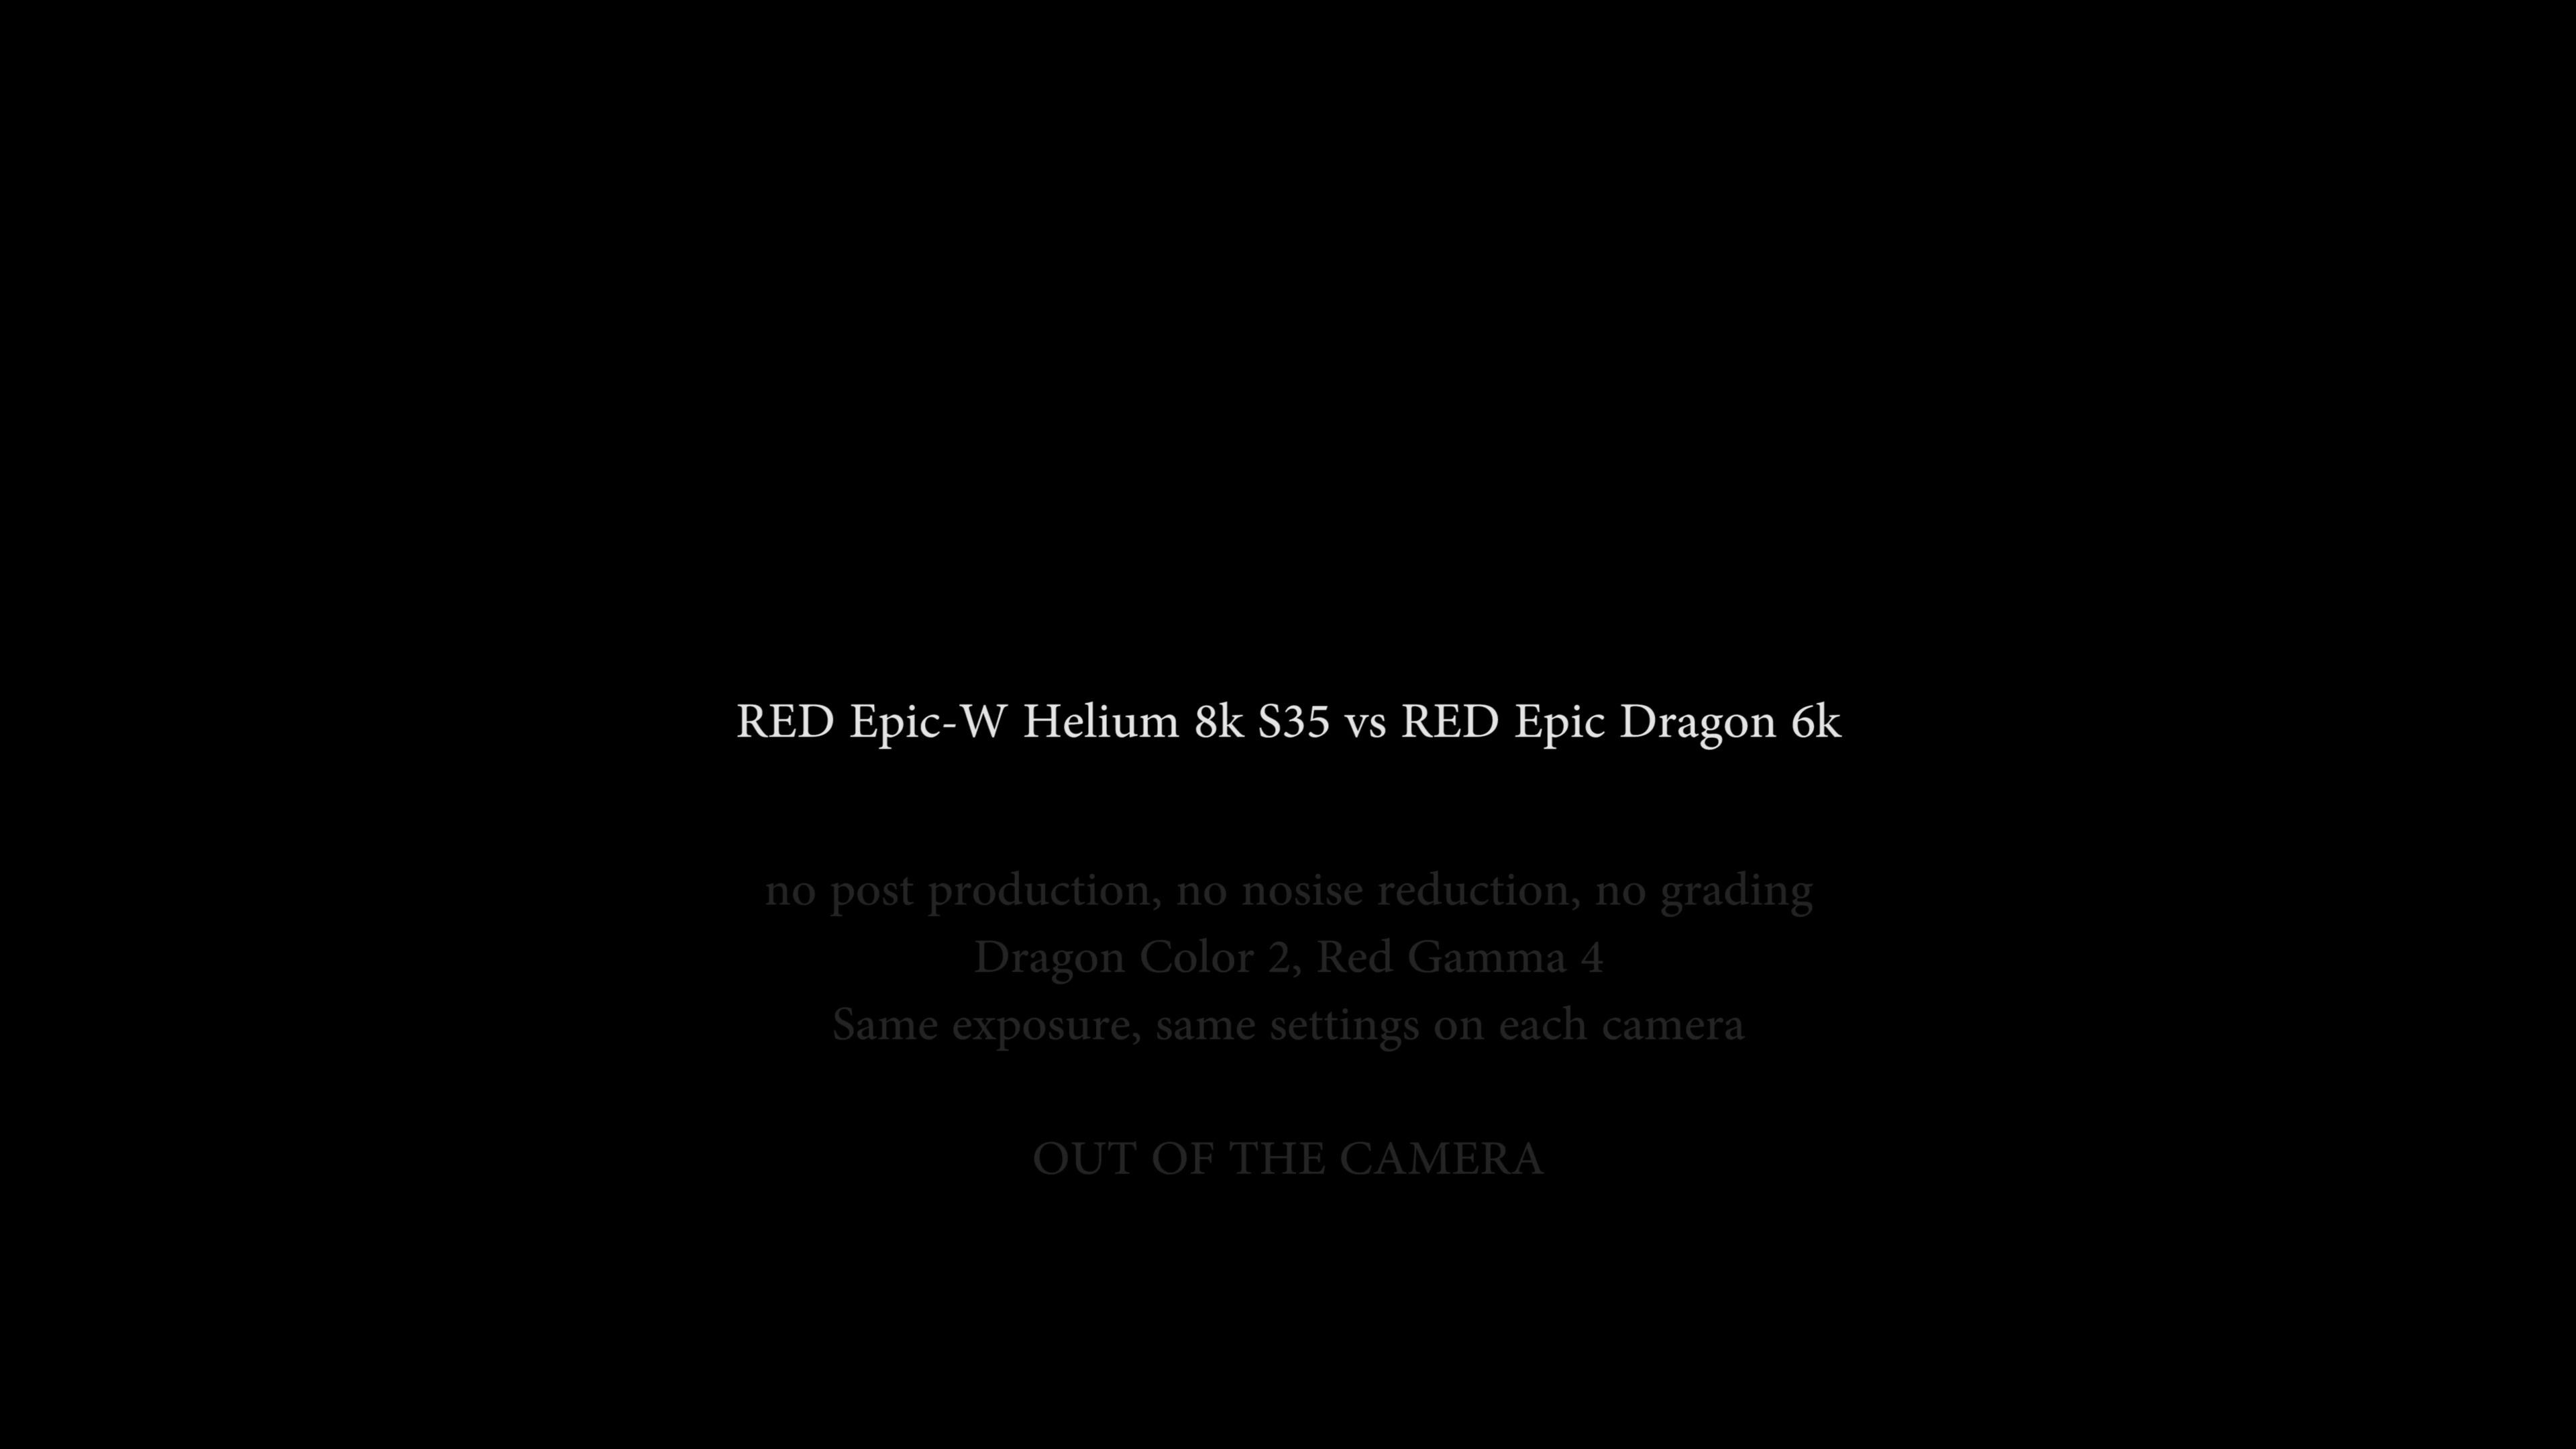 RED Epic-W Helium 8k S35 vs RED Epic Dragon 6k
no post production, no nosise reduction, no grading
Dragon Color 2, Red Gamma 4
Same exposure, same settings on each camera
OUT OF THE CAMERA